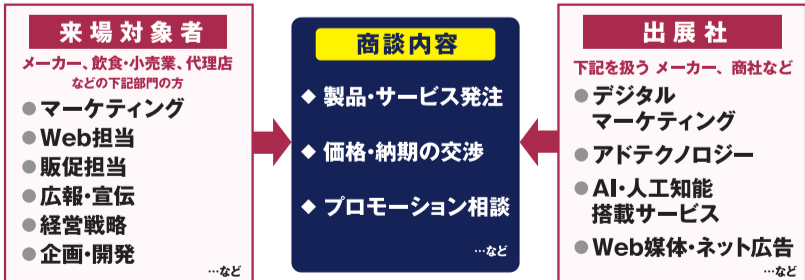 来場対象者
メーカー、飲食・小売業、代理店
などの下記部門の方
●マーケティング
●Web担当
●販促担当
●広報・宣伝
●経営戦略
●企画・開発
…など
商談内容
◆ 製品・サービス発注
◆ 価格・納期の交渉
◆ プロモーション相談
…など
出展社
下記を扱う メーカー、商社など
●デジタル
マーケティング
●アドテクノロジー
●AI・人工知能
搭載サービス
●Web媒体・ネット広告
…など